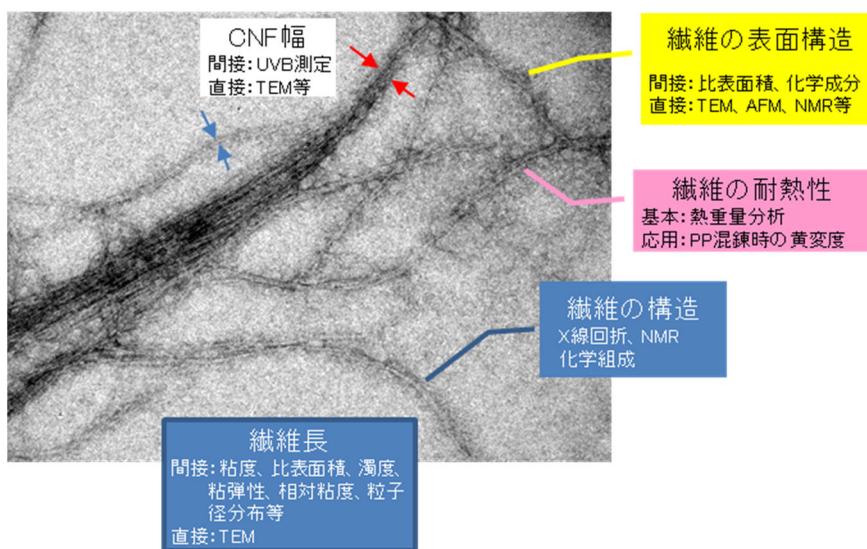 CNF幅
間接：UVB測定
直接：TEM等
繊維の表面構造
間接：比表面積、化学成分
直接：TEM、AFM、NMR等
繊維の耐熱性
基本：熱重量分析
応用：PP混錬時の黄変度
繊維の構造
X線回折、NMR
化学組成
繊維長
間接：粘度、比表面積、濁度、
粘弾性、相対粘度、粒子
径分布等
直接：TEM